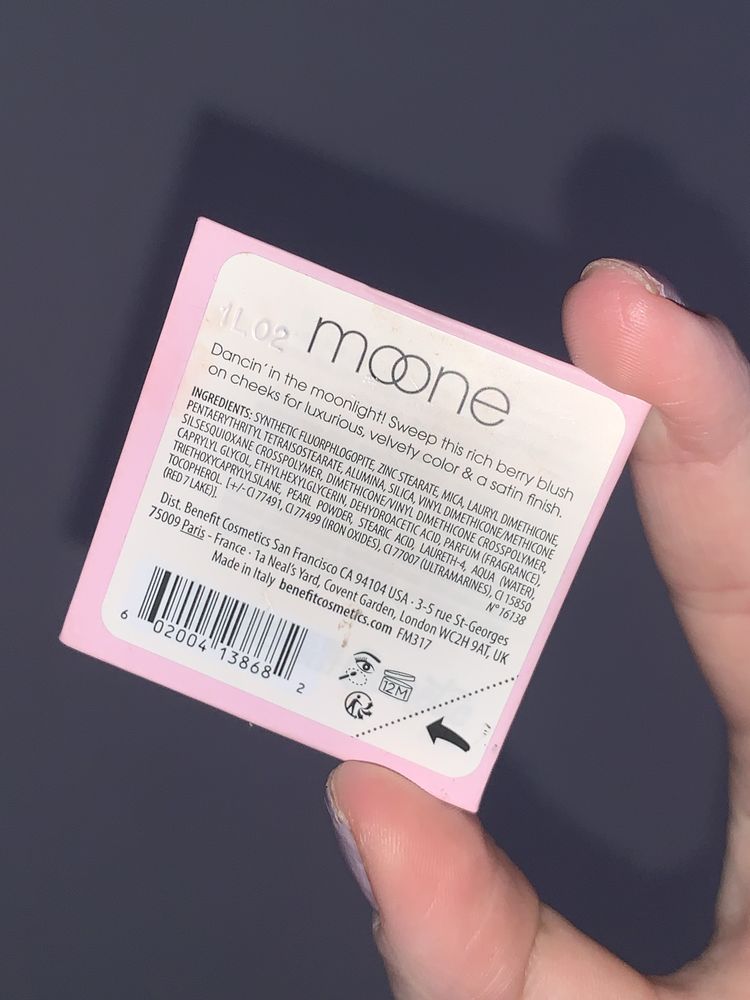 1L02
moone
Dancin' in the moonlight! Sweep this rich berry blush
on cheeks for luxurious, velvety color & a satin finish.
INGREDIENTS: SYNTHETIC FLUORPHLOGOPITE, ZINC STEARATE, MICA, LAURYL DIMETHICONE,
PENTAERYTHRITYL TETRAISOSTEARATE, ALUMINA, SILICA, VINYL DIMETHICONE/METHICONE
SILSESQUIOXANE CROSSPOLYMER, DIMETHICONE/VINYL DIMETHICONE CROSSPOLYMER,
CAPRYLYL GLYCOL, ETHYLHEXYLGLYCERIN, DEHYDROACETIC ACID, PARFUM (FRAGRANCE),
TRIETHOXYCAPRYLYLSILANE, PEARL POWDER, STEARIC ACID, LAURETH-4, AQUA (WATER),
TOCOPHEROL. [+/- CI 77491, CI 77499 (IRON OXIDES), CI 77007 (ULTRAMARINES), CI 15850
(RED 7 LAKE)]. N° 16138
Dist. Benefit Cosmetics San Francisco CA 94104 USA · 3-5 rue St-Georges
75009 Paris - France · 1a Neal's Yard, Covent Garden, London WC2H 9AT, UK
Made in Italy benefitcosmetics.com FM317
6 02004 13868 2
12M